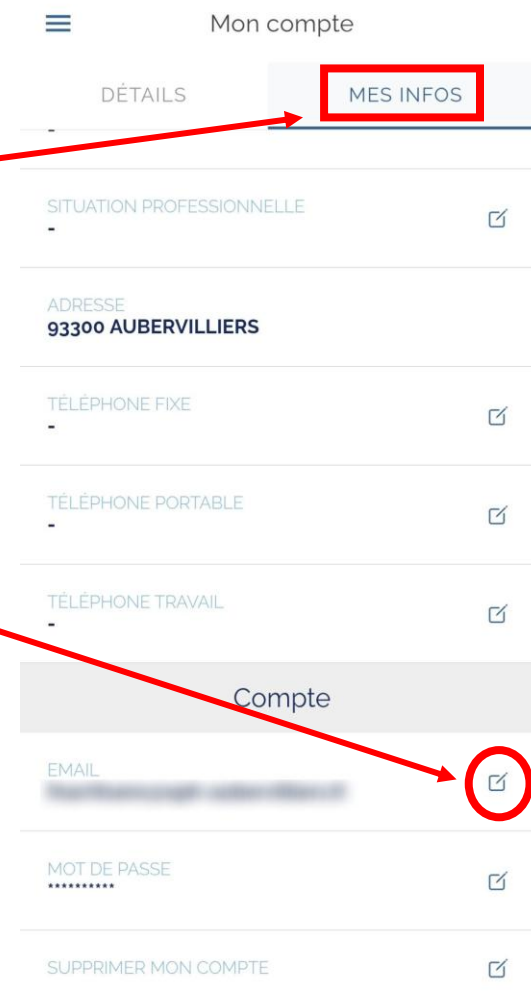 Mon compte
DÉTAILS
MES INFOS
-
SITUATION PROFESSIONNELLE
-
ADRESSE
93300 AUBERVILLIERS
TÉLÉPHONE FIXE
-
TÉLÉPHONE PORTABLE
-
TÉLÉPHONE TRAVAIL
-
Compte
EMAIL
MOT DE PASSE
**********
SUPPRIMER MON COMPTE